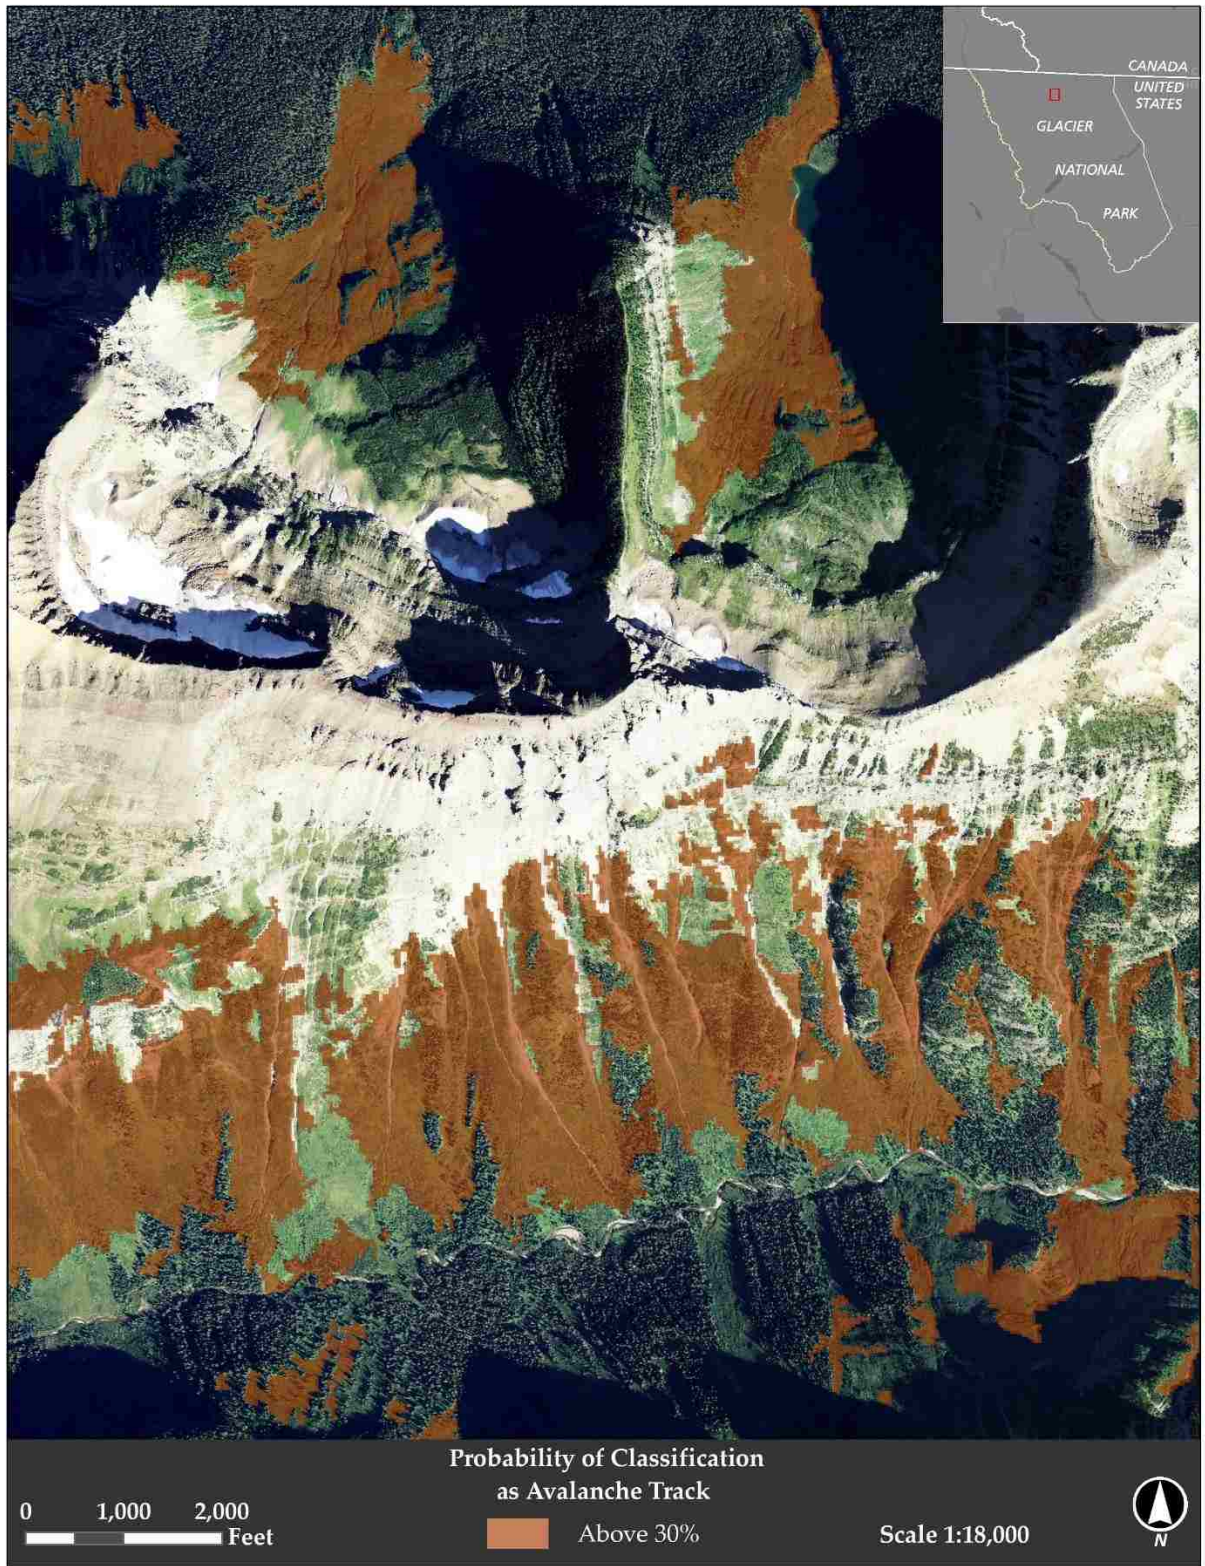 CANADA
UNITED
STATES
GLACIER
NATIONAL
PARK
Probability of Classification
as Avalanche Track
0 1,000 2,000
Feet
Above 30%
Scale 1:18,000
N